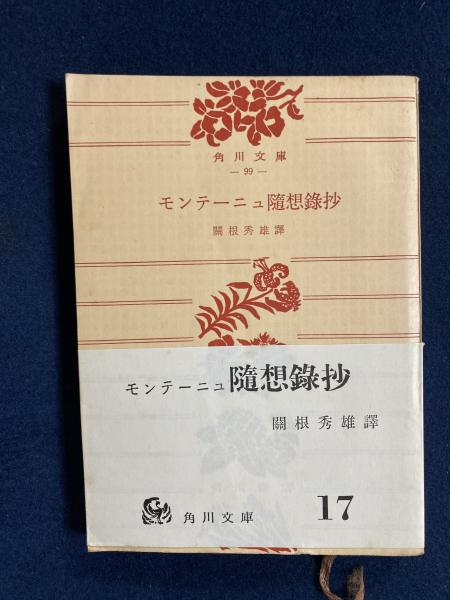 角川文庫
— 99 —
モンテーニュ隨想錄抄
關根秀雄譯
モンテーニュ隨想錄抄
關根秀雄譯
角川文庫 17